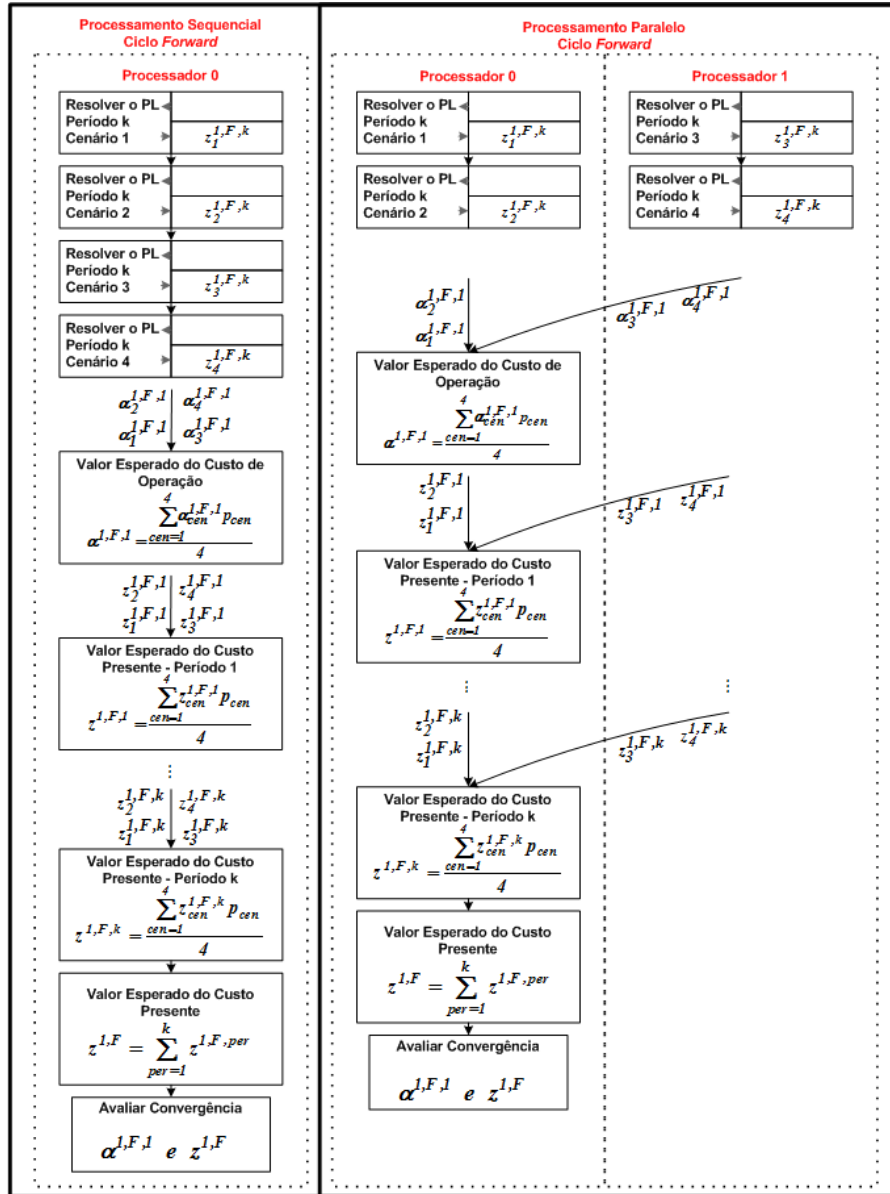 Processamento Sequencial
Ciclo Forward
Processador 0
Resolver o PL
Período k
Cenário 1
z_1^{1,F,k}
Resolver o PL
Período k
Cenário 2
z_2^{1,F,k}
Resolver o PL
Período k
Cenário 3
z_3^{1,F,k}
Resolver o PL
Período k
Cenário 4
z_4^{1,F,k}
α_2^{1,F,1} α_4^{1,F,1}
α_1^{1,F,1} α_3^{1,F,1}
Valor Esperado do Custo de
Operação
α^{1,F,1} = \frac{\sum_{cen=1}^{4} α_{cen}^{1,F,1} p_{cen}}{4}
z_2^{1,F,1} z_4^{1,F,1}
z_1^{1,F,1} z_3^{1,F,1}
Valor Esperado do Custo
Presente - Período 1
z^{1,F,1} = \frac{\sum_{cen=1}^{4} z_{cen}^{1,F,1} p_{cen}}{4}
⋮
z_2^{1,F,k} z_4^{1,F,k}
z_1^{1,F,k} z_3^{1,F,k}
Valor Esperado do Custo
Presente - Período k
z^{1,F,k} = \frac{\sum_{cen=1}^{4} z_{cen}^{1,F,k} p_{cen}}{4}
Valor Esperado do Custo
Presente
z^{1,F} = \sum_{per=1}^{k} z^{1,F,per}
Avaliar Convergência
α^{1,F,1} e z^{1,F}
Processamento Paralelo
Ciclo Forward
Processador 0
Resolver o PL
Período k
Cenário 1
z_1^{1,F,k}
Resolver o PL
Período k
Cenário 2
z_2^{1,F,k}
Processador 1
Resolver o PL
Período k
Cenário 3
z_3^{1,F,k}
Resolver o PL
Período k
Cenário 4
z_4^{1,F,k}
α_2^{1,F,1}
α_1^{1,F,1}
α_3^{1,F,1} α_4^{1,F,1}
Valor Esperado do Custo de
Operação
α^{1,F,1} = \frac{\sum_{cen=1}^{4} α_{cen}^{1,F,1} p_{cen}}{4}
z_2^{1,F,1}
z_1^{1,F,1}
z_3^{1,F,1} z_4^{1,F,1}
Valor Esperado do Custo
Presente - Período 1
z^{1,F,1} = \frac{\sum_{cen=1}^{4} z_{cen}^{1,F,1} p_{cen}}{4}
⋮ ⋮
z_2^{1,F,k}
z_1^{1,F,k}
z_3^{1,F,k} z_4^{1,F,k}
Valor Esperado do Custo
Presente - Período k
z^{1,F,k} = \frac{\sum_{cen=1}^{4} z_{cen}^{1,F,k} p_{cen}}{4}
Valor Esperado do Custo
Presente
z^{1,F} = \sum_{per=1}^{k} z^{1,F,per}
Avaliar Convergência
α^{1,F,1} e z^{1,F}